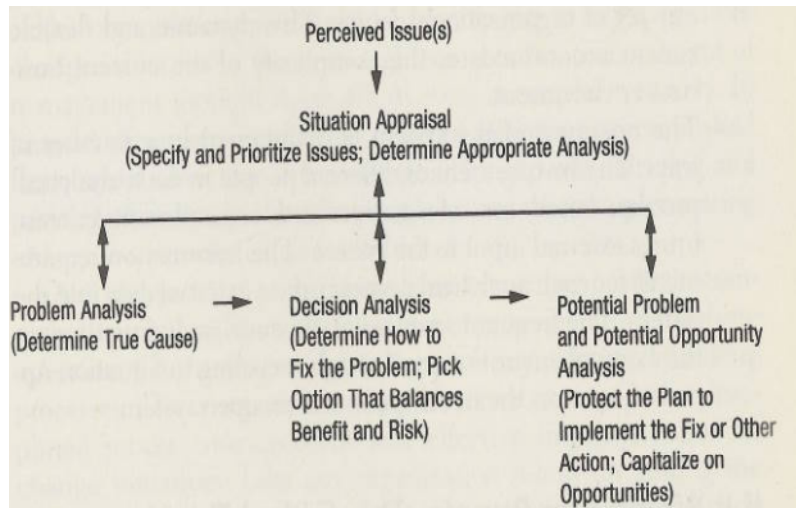 Perceived Issue(s)
Situation Appraisal
(Specify and Prioritize Issues; Determine Appropriate Analysis)
Problem Analysis
(Determine True Cause)
Decision Analysis
(Determine How to
Fix the Problem; Pick
Option That Balances
Benefit and Risk)
Potential Problem
and Potential Opportunity
Analysis
(Protect the Plan to
Implement the Fix or Other
Action; Capitalize on
Opportunities)